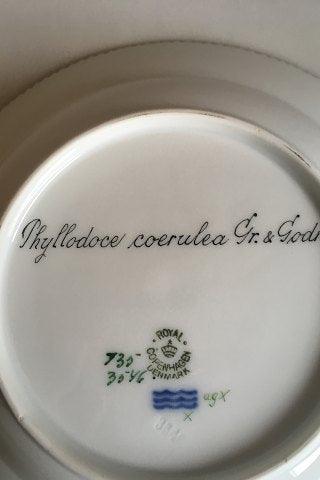 Phyllodoce coerulea Gr. & Godr
735
3546
ROYAL
COPENHAGEN
DENMARK
x